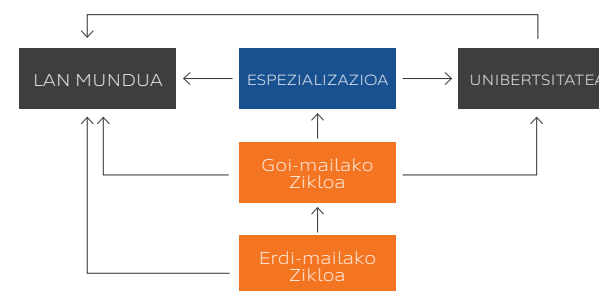 LAN MUNDUA
ESPEZIALIZAZIOA
UNIBERTSITATEA
Goi-mailako
Zikloa
Erdi-mailako
Zikloa